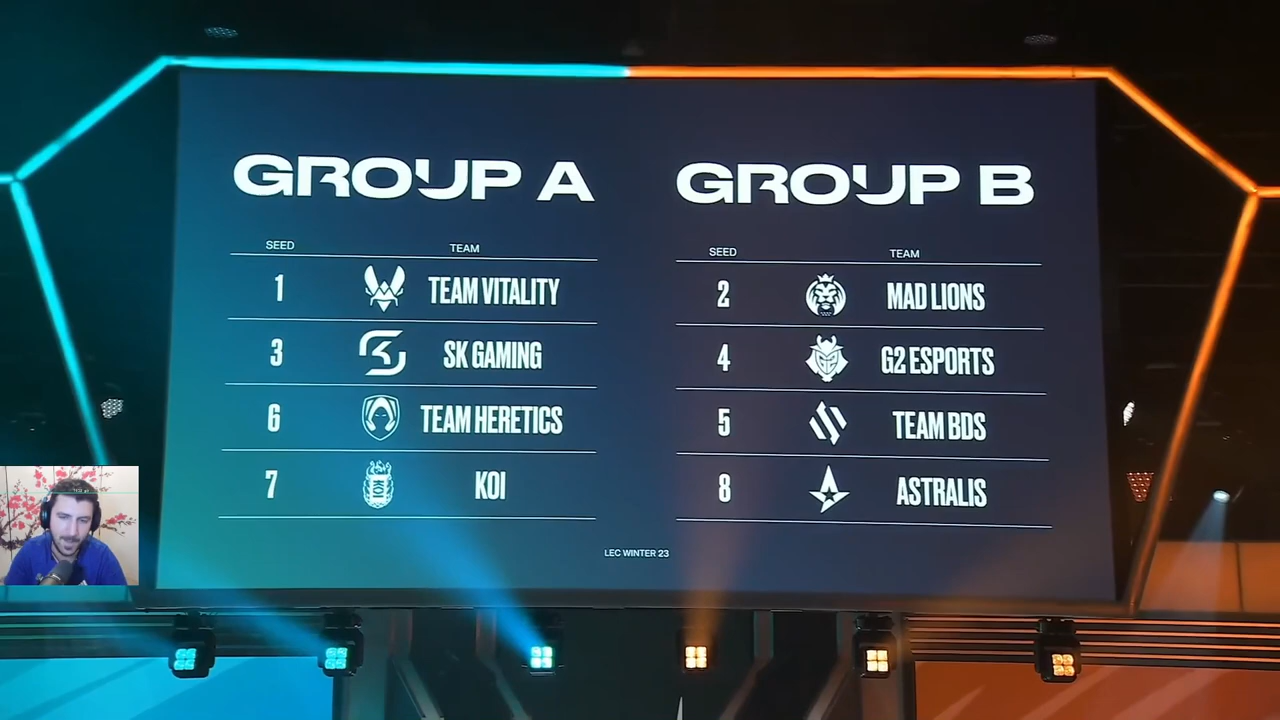 GROUP A
SEED TEAM
1 TEAM VITALITY
3 SK GAMING
6 TEAM HERETICS
7 KOI KOI
GROUP B
SEED TEAM
2 MAD LIONS
4 G2 ESPORTS
5 TEAM BDS
8 ASTRALIS
LEC WINTER 23